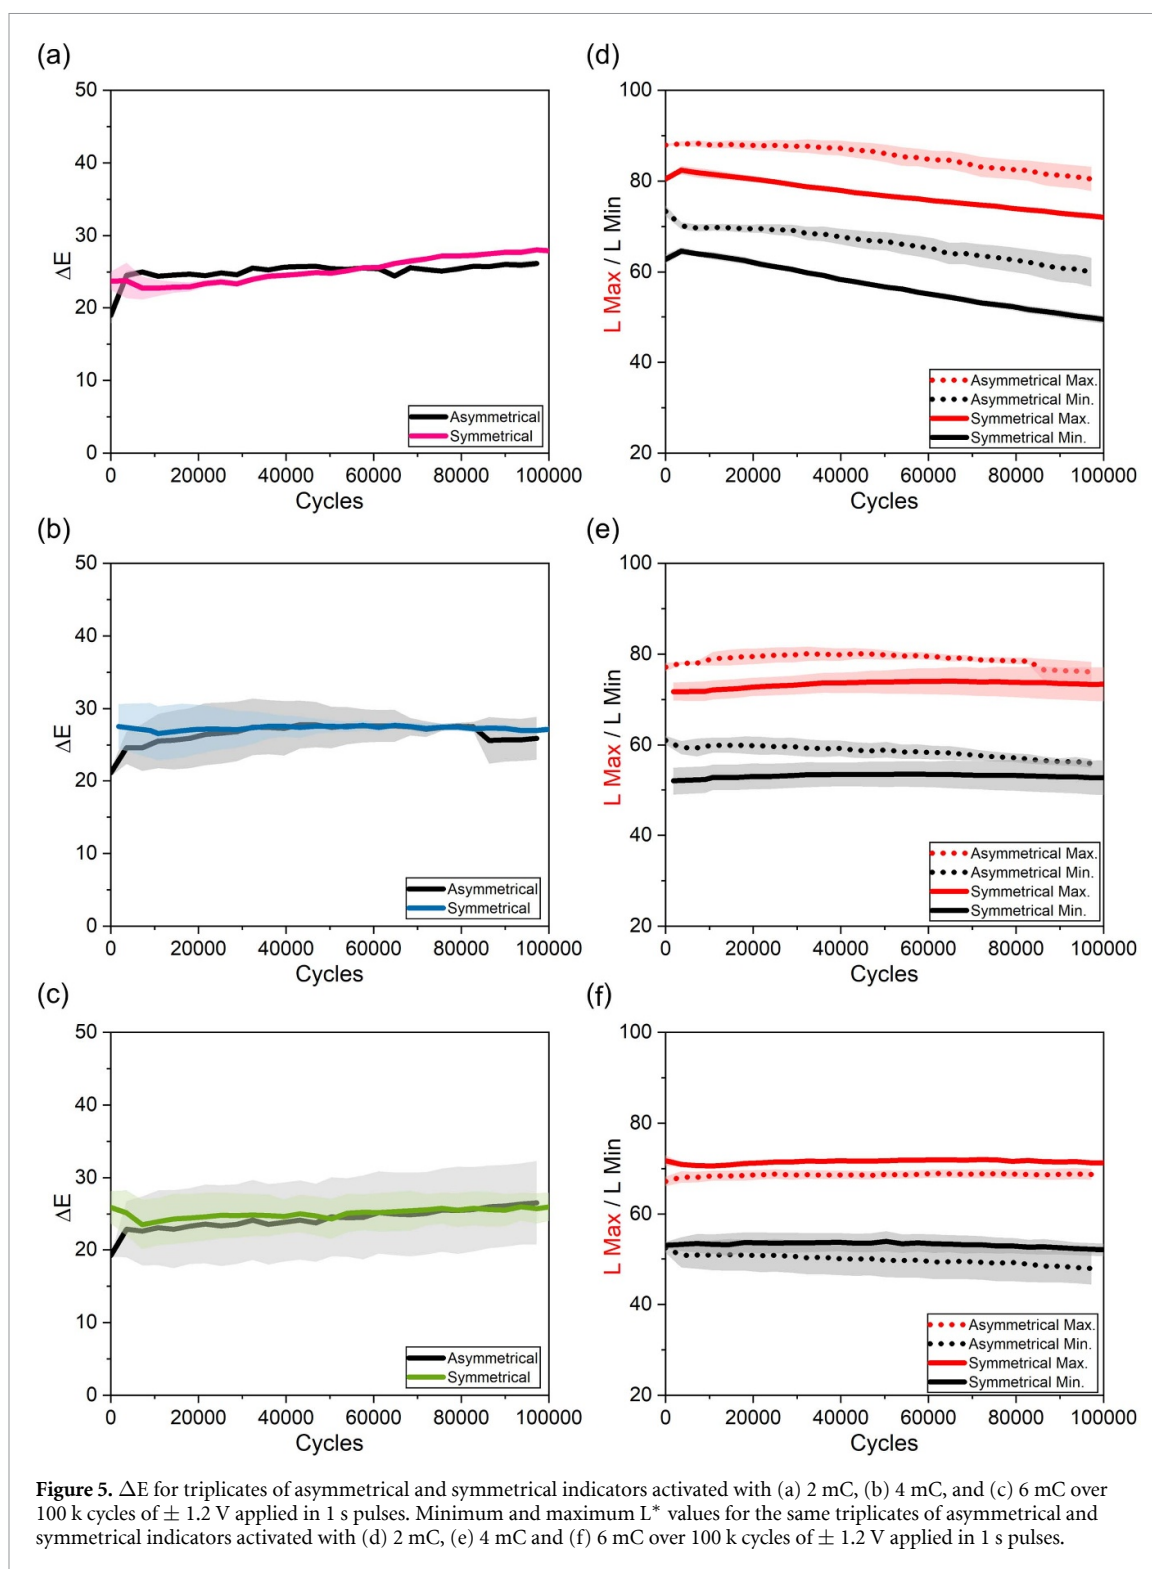 (a)
50
40
30
20
10
0
ΔE
Asymmetrical
Symmetrical
0 20000 40000 60000 80000 100000
Cycles
(d)
100
80
60
40
20
L Max / L Min
Asymmetrical Max.
Asymmetrical Min.
Symmetrical Max.
Symmetrical Min.
0 20000 40000 60000 80000 100000
Cycles
(b)
50
40
30
20
10
0
ΔE
Asymmetrical
Symmetrical
0 20000 40000 60000 80000 100000
Cycles
(e)
100
80
60
40
20
L Max / L Min
Asymmetrical Max.
Asymmetrical Min.
Symmetrical Max.
Symmetrical Min.
0 20000 40000 60000 80000 100000
Cycles
(c)
50
40
30
20
10
0
ΔE
Asymmetrical
Symmetrical
0 20000 40000 60000 80000 100000
Cycles
(f)
100
80
60
40
20
L Max / L Min
Asymmetrical Max.
Asymmetrical Min.
Symmetrical Max.
Symmetrical Min.
0 20000 40000 60000 80000 100000
Cycles
Figure 5. ΔE for triplicates of asymmetrical and symmetrical indicators activated with (a) 2 mC, (b) 4 mC, and (c) 6 mC over
100 k cycles of ± 1.2 V applied in 1 s pulses. Minimum and maximum L* values for the same triplicates of asymmetrical and
symmetrical indicators activated with (d) 2 mC, (e) 4 mC and (f) 6 mC over 100 k cycles of ± 1.2 V applied in 1 s pulses.